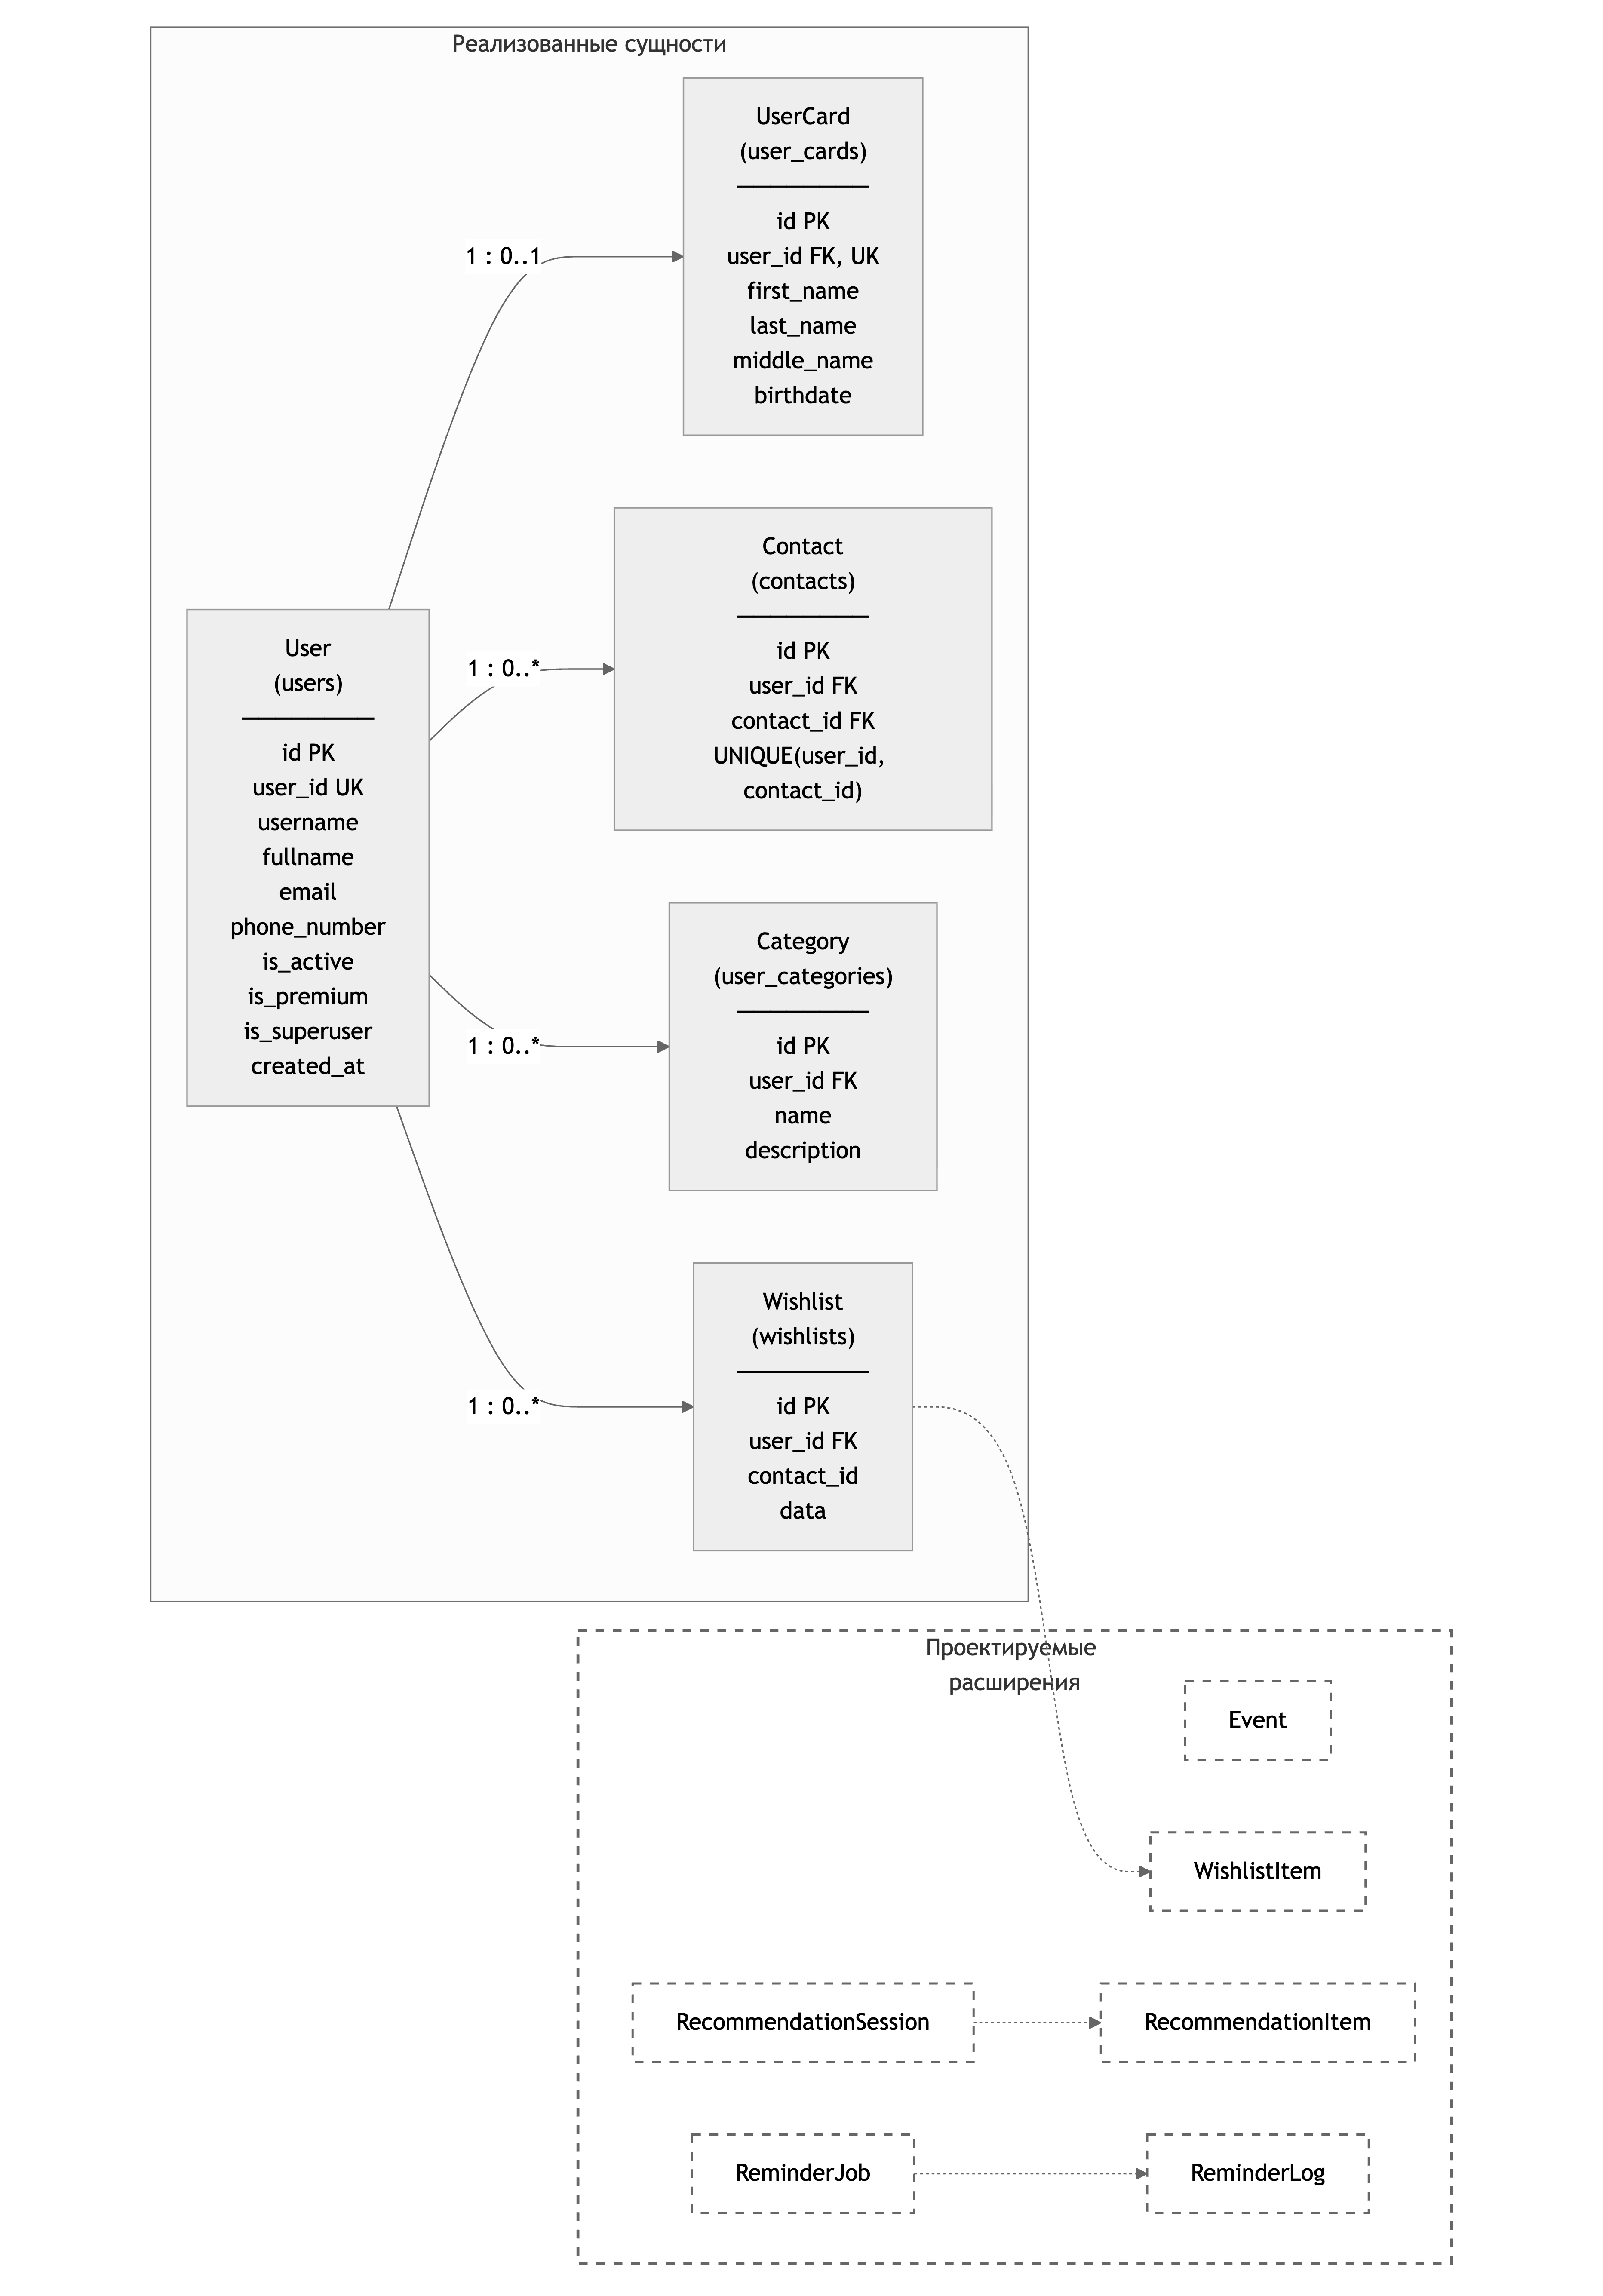 Реализованные сущности
UserCard
(user_cards)
id PK
user_id FK, UK
first_name
last_name
middle_name
birthdate
1 : 0..1
Contact
(contacts)
id PK
user_id FK
contact_id FK
UNIQUE(user_id,
contact_id)
1 : 0..*
User
(users)
id PK
user_id UK
username
fullname
email
phone_number
is_active
is_premium
is_superuser
created_at
Category
(user_categories)
id PK
user_id FK
name
description
1 : 0..*
Wishlist
(wishlists)
id PK
user_id FK
contact_id
data
1 : 0..*
Проектируемые
расширения
Event
WishlistItem
RecommendationSession
RecommendationItem
ReminderJob
ReminderLog